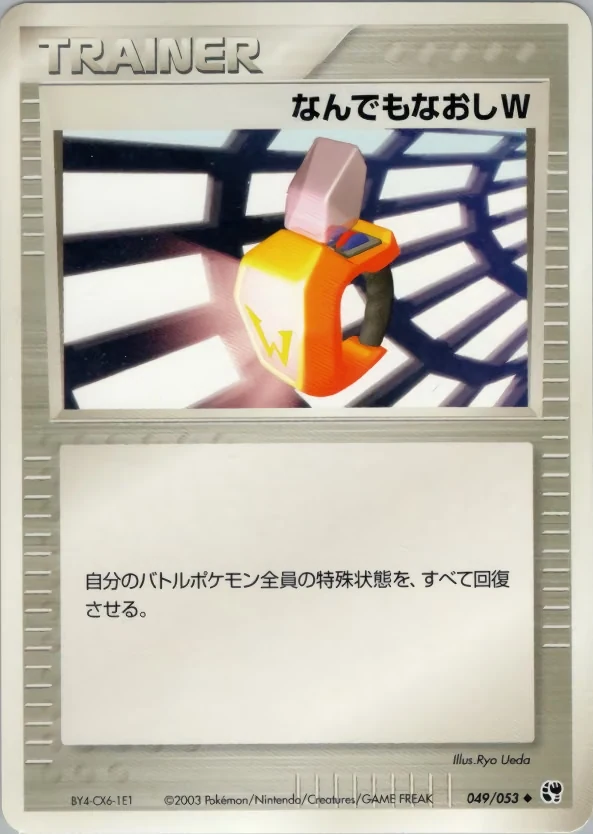 TRAINER
なんでもなおしW
W
自分のバトルポケモン全員の特殊状態を、すべて回復
させる。
Illus.Ryo Ueda
BY4-CX6-1E1 ©2003 Pokémon/Nintendo/Creatures/GAME FREAK 049/053 ◆